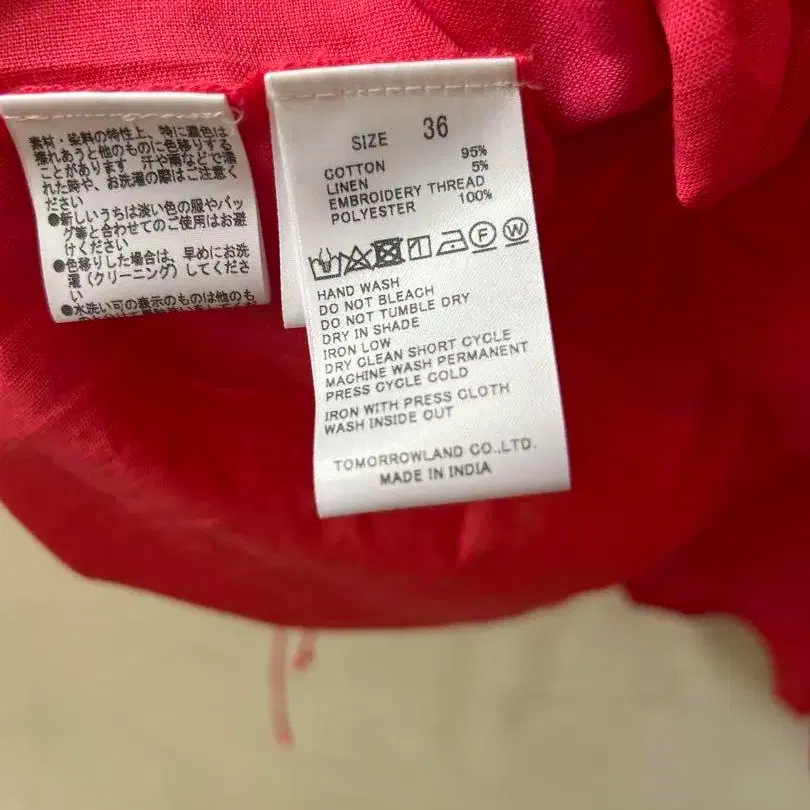 素材・染料の特性上、特に濃色は
擦れあうと他のものに色移りする
ことがあります 汗や雨などで濡
れた時や、お洗濯の際はご注意く
ださい
●新しいうちは淡い色の服やバッ
グ等と合わせてのご使用はお避
けください
●色移りした場合は、早めにお洗
濯（クリーニング）してくださ
い
●水洗い可の表示のものは他のも
SIZE 36
COTTON 95%
LINEN 5%
EMBROIDERY THREAD
POLYESTER 100%
F W
HAND WASH
DO NOT BLEACH
DO NOT TUMBLE DRY
DRY IN SHADE
IRON LOW
DRY CLEAN SHORT CYCLE
MACHINE WASH PERMANENT
PRESS CYCLE COLD
IRON WITH PRESS CLOTH
WASH INSIDE OUT
TOMORROWLAND CO.,LTD.
MADE IN INDIA